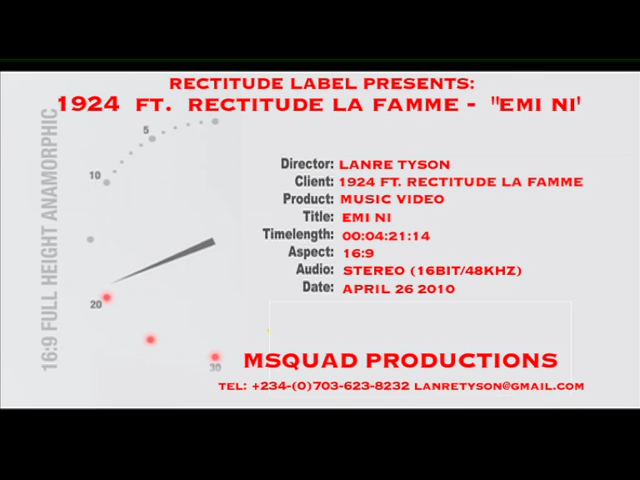 RECTITUDE LABEL PRESENTS:
1924 FT. RECTITUDE LA FAMME - "EMI NI'
16:9 FULL HEIGHT ANAMORPHIC
5
10
20
30
Director: LANRE TYSON
Client: 1924 FT. RECTITUDE LA FAMME
Product: MUSIC VIDEO
Title: EMI NI
Timelength: 00:04:21:14
Aspect: 16:9
Audio: STEREO (16BIT/48KHZ)
Date: APRIL 26 2010
MSQUAD PRODUCTIONS
TEL: +234-(0)703-623-8232 LANRETYSON@GMAIL.COM